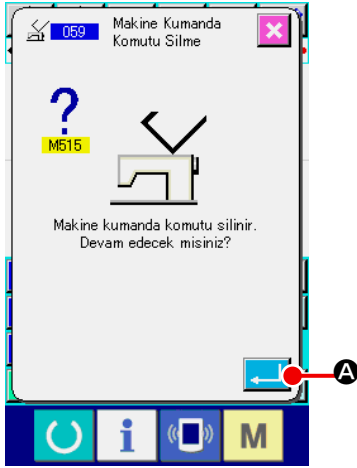 059
Makine Kumanda
Komutu Silme
?
M515
Makine kumanda komutu silinir.
Devam edecek misiniz?
A
i
M